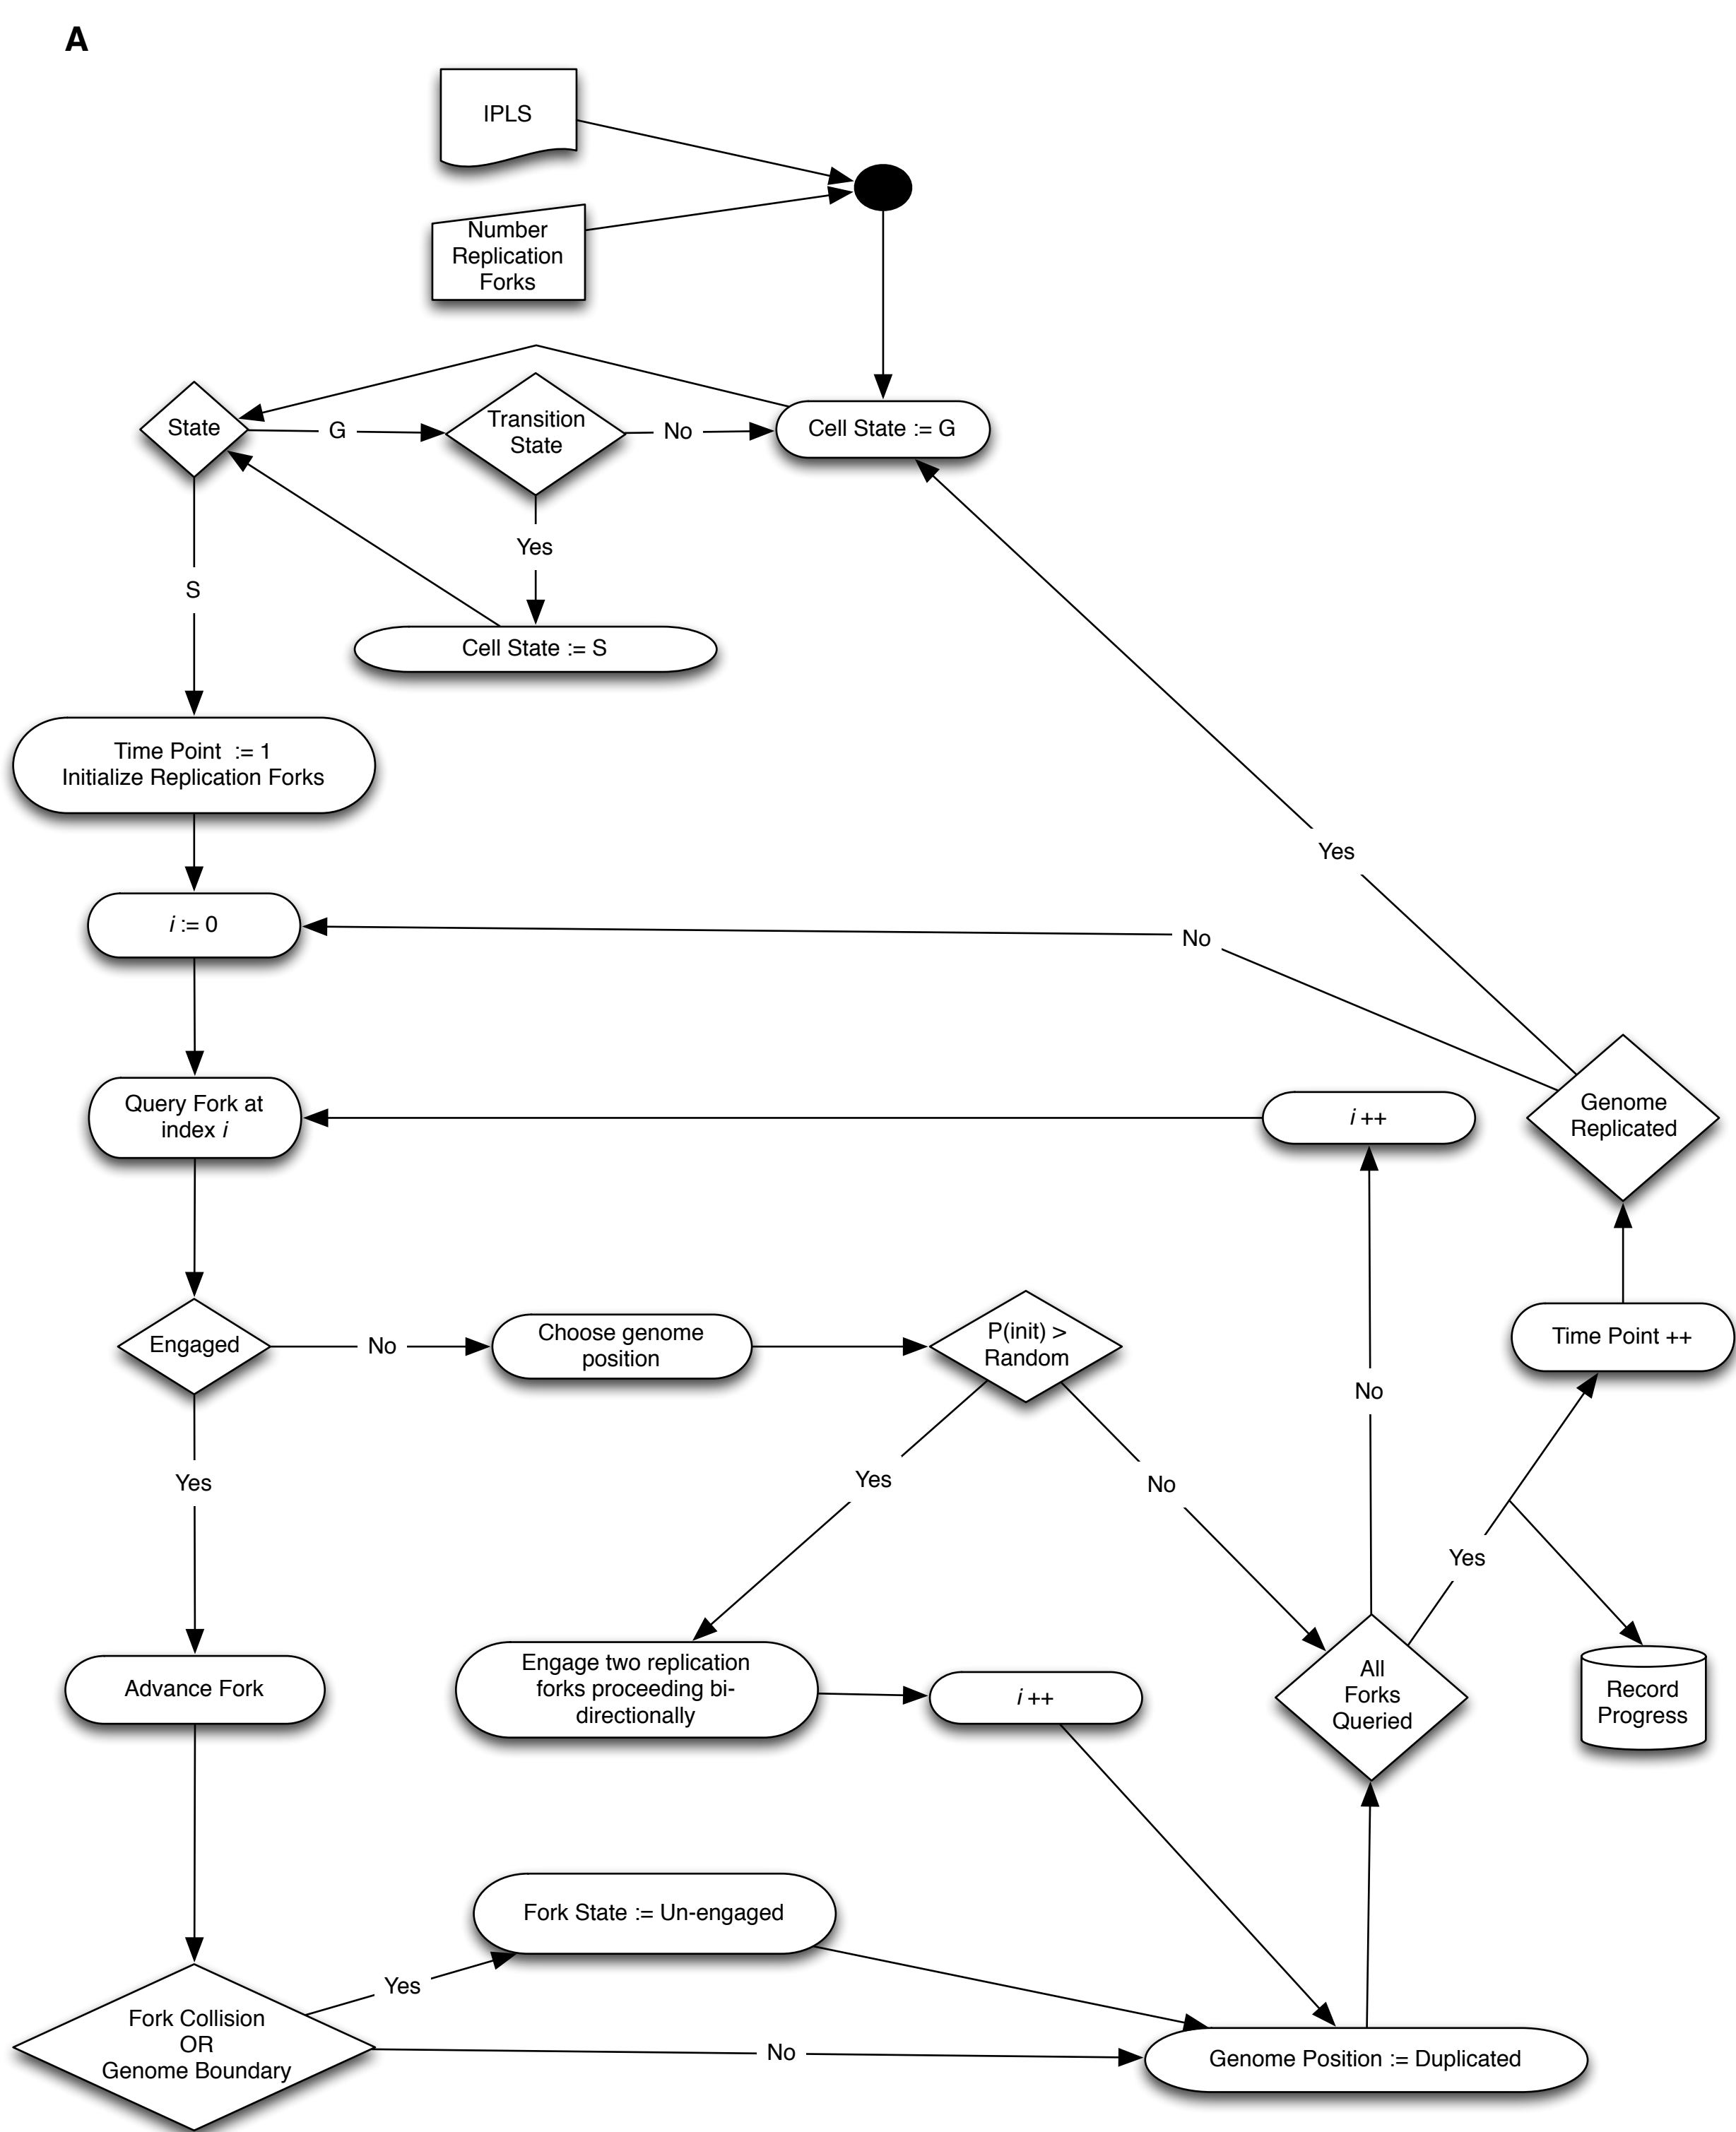 A
IPLS
Number
Replication
Forks
State
G
Transition
State
No
Cell State := G
Yes
S
Cell State := S
Time Point := 1
Initialize Replication Forks
Yes
i := 0
No
Query Fork at
index i
i ++
Genome
Replicated
Engaged
No
Choose genome
position
P(init) >
Random
Time Point ++
No
Yes
Yes
No
Yes
Advance Fork
Engage two replication
forks proceeding bi-
directionally
i ++
All
Forks
Queried
Record
Progress
Fork State := Un-engaged
Yes
Fork Collision
OR
Genome Boundary
No
Genome Position := Duplicated